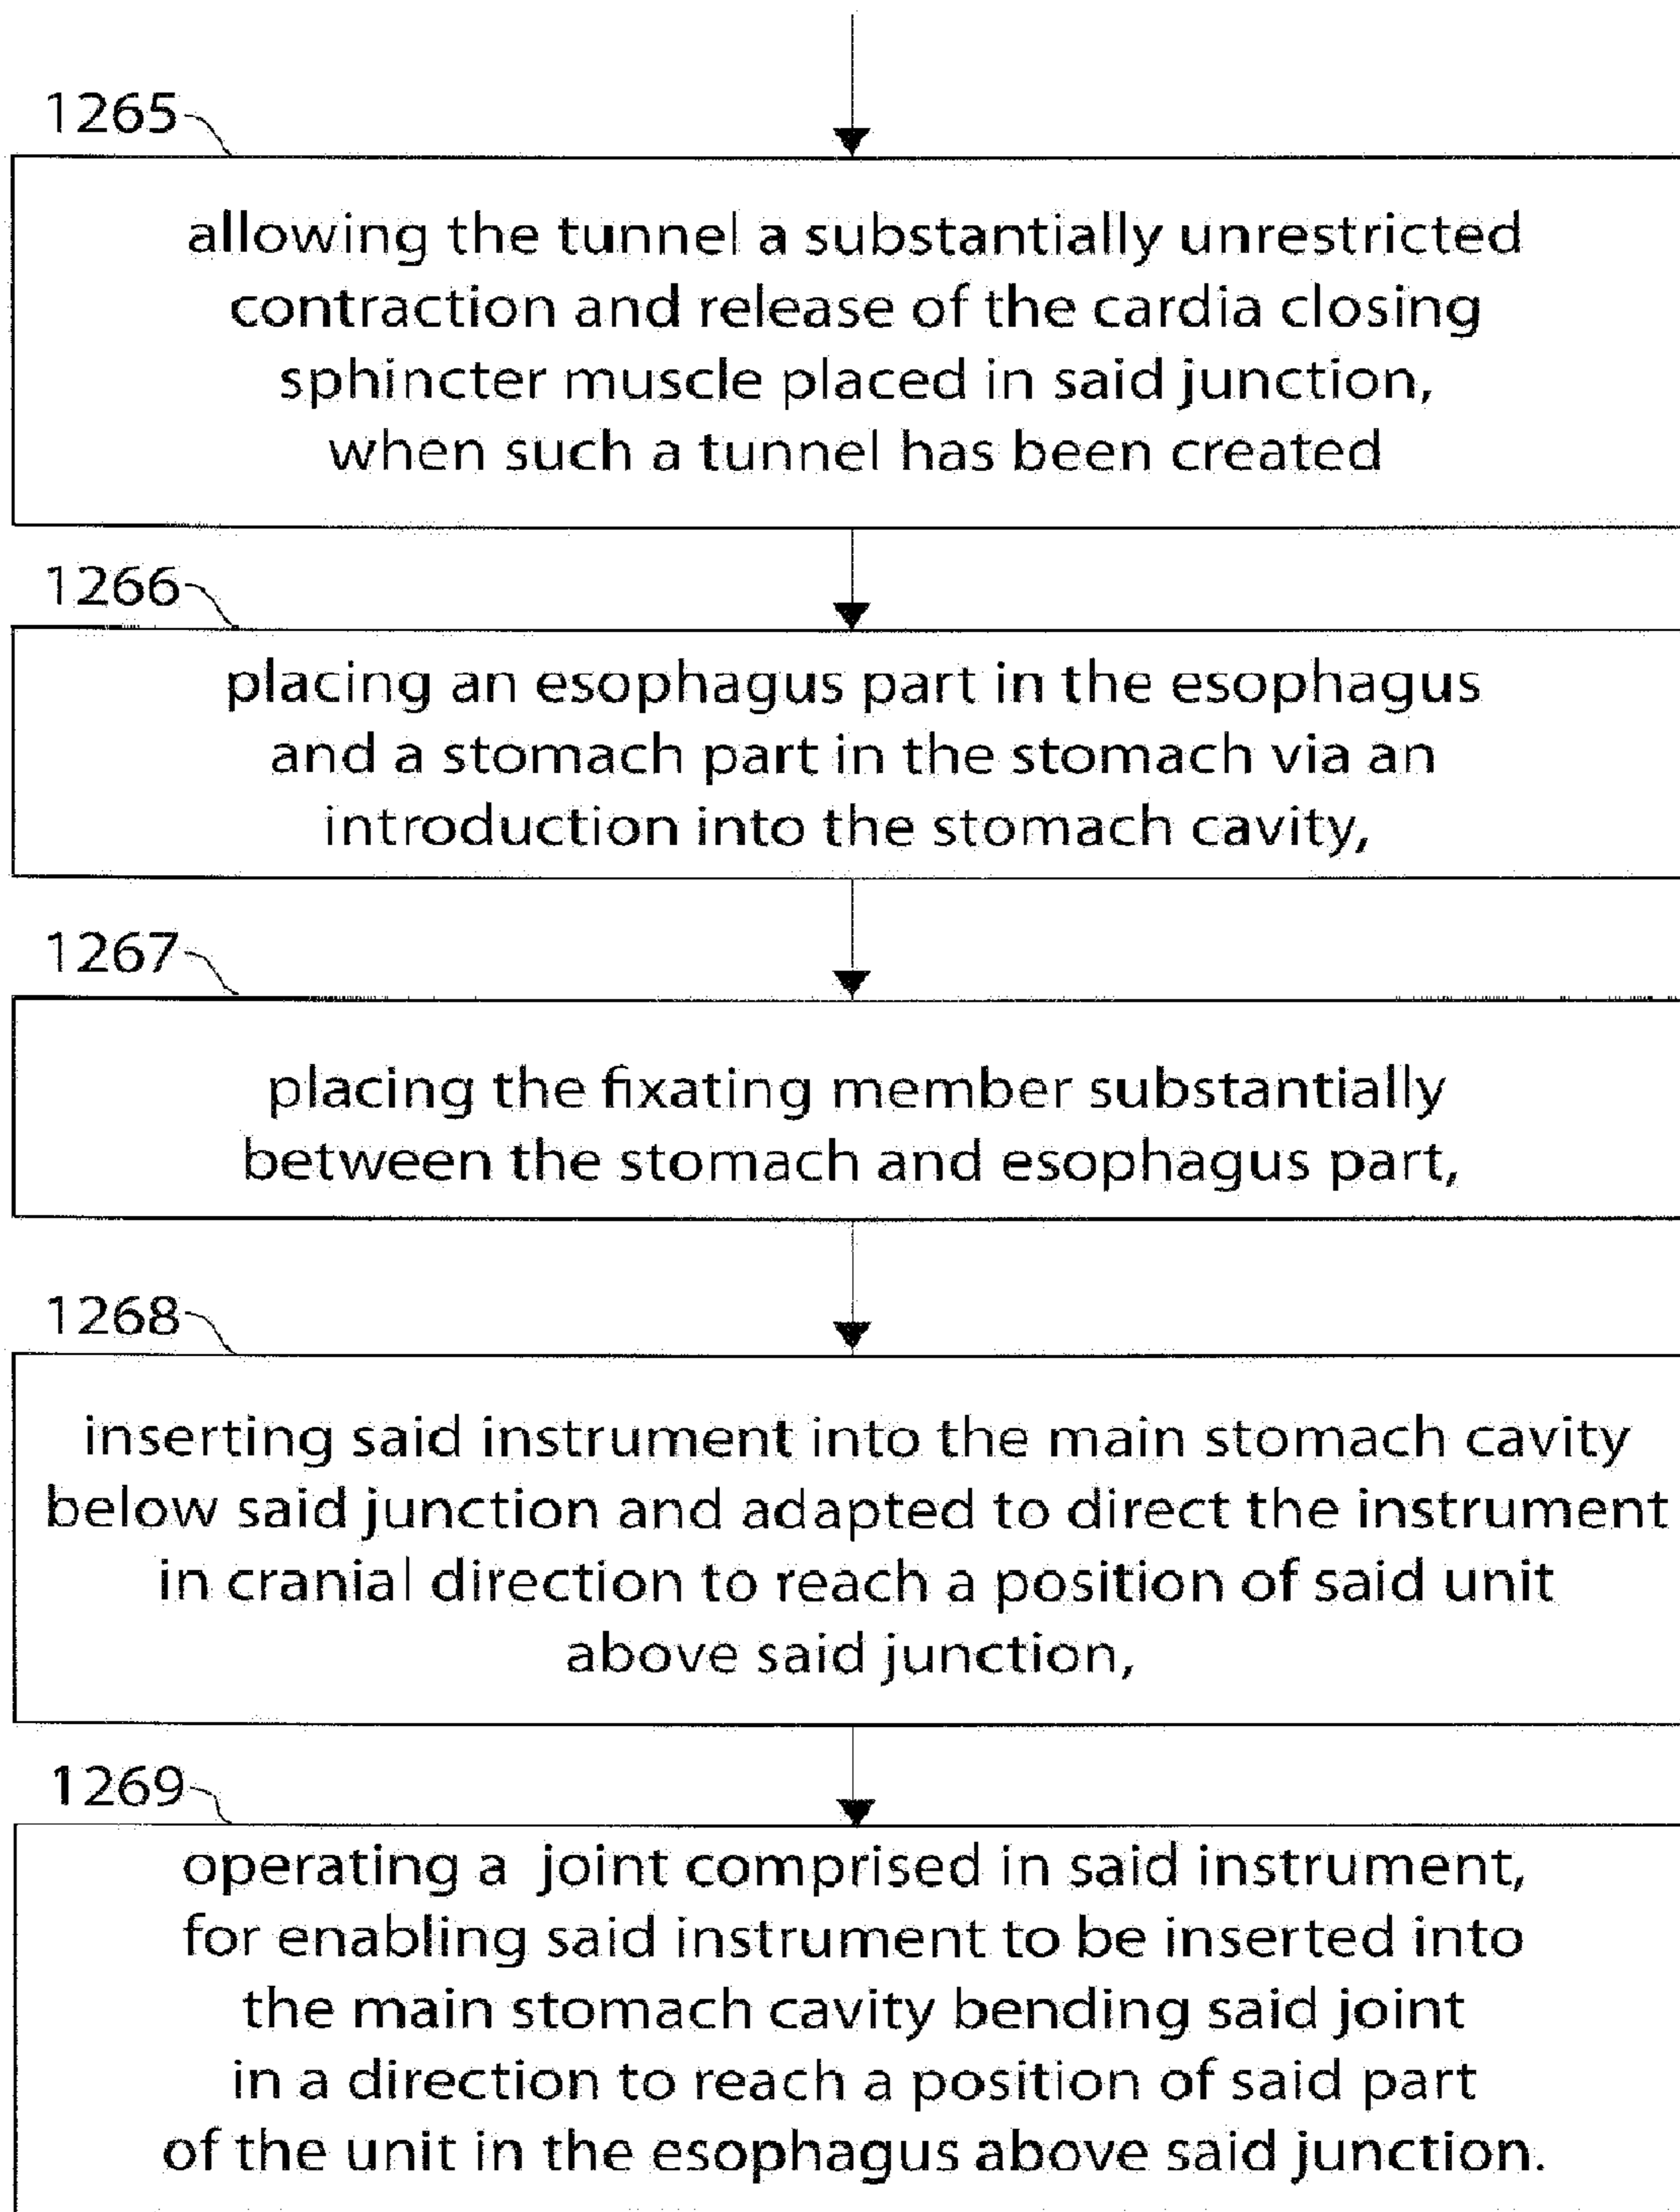 1265
allowing the tunnel a substantially unrestricted
contraction and release of the cardia closing
sphincter muscle placed in said junction,
when such a tunnel has been created
1266
placing an esophagus part in the esophagus
and a stomach part in the stomach via an
introduction into the stomach cavity,
1267
placing the fixating member substantially
between the stomach and esophagus part,
1268
inserting said instrument into the main stomach cavity
below said junction and adapted to direct the instrument
in cranial direction to reach a position of said unit
above said junction,
1269
operating a joint comprised in said instrument,
for enabling said instrument to be inserted into
the main stomach cavity bending said joint
in a direction to reach a position of said part
of the unit in the esophagus above said junction.